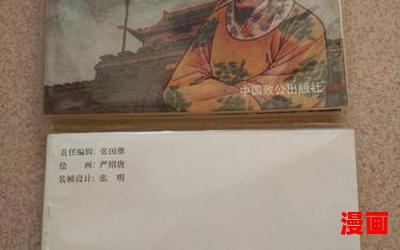 中国致公出版社
责任编辑: 张国维
绘　　画: 严绍唐
装帧设计: 张　明
漫画